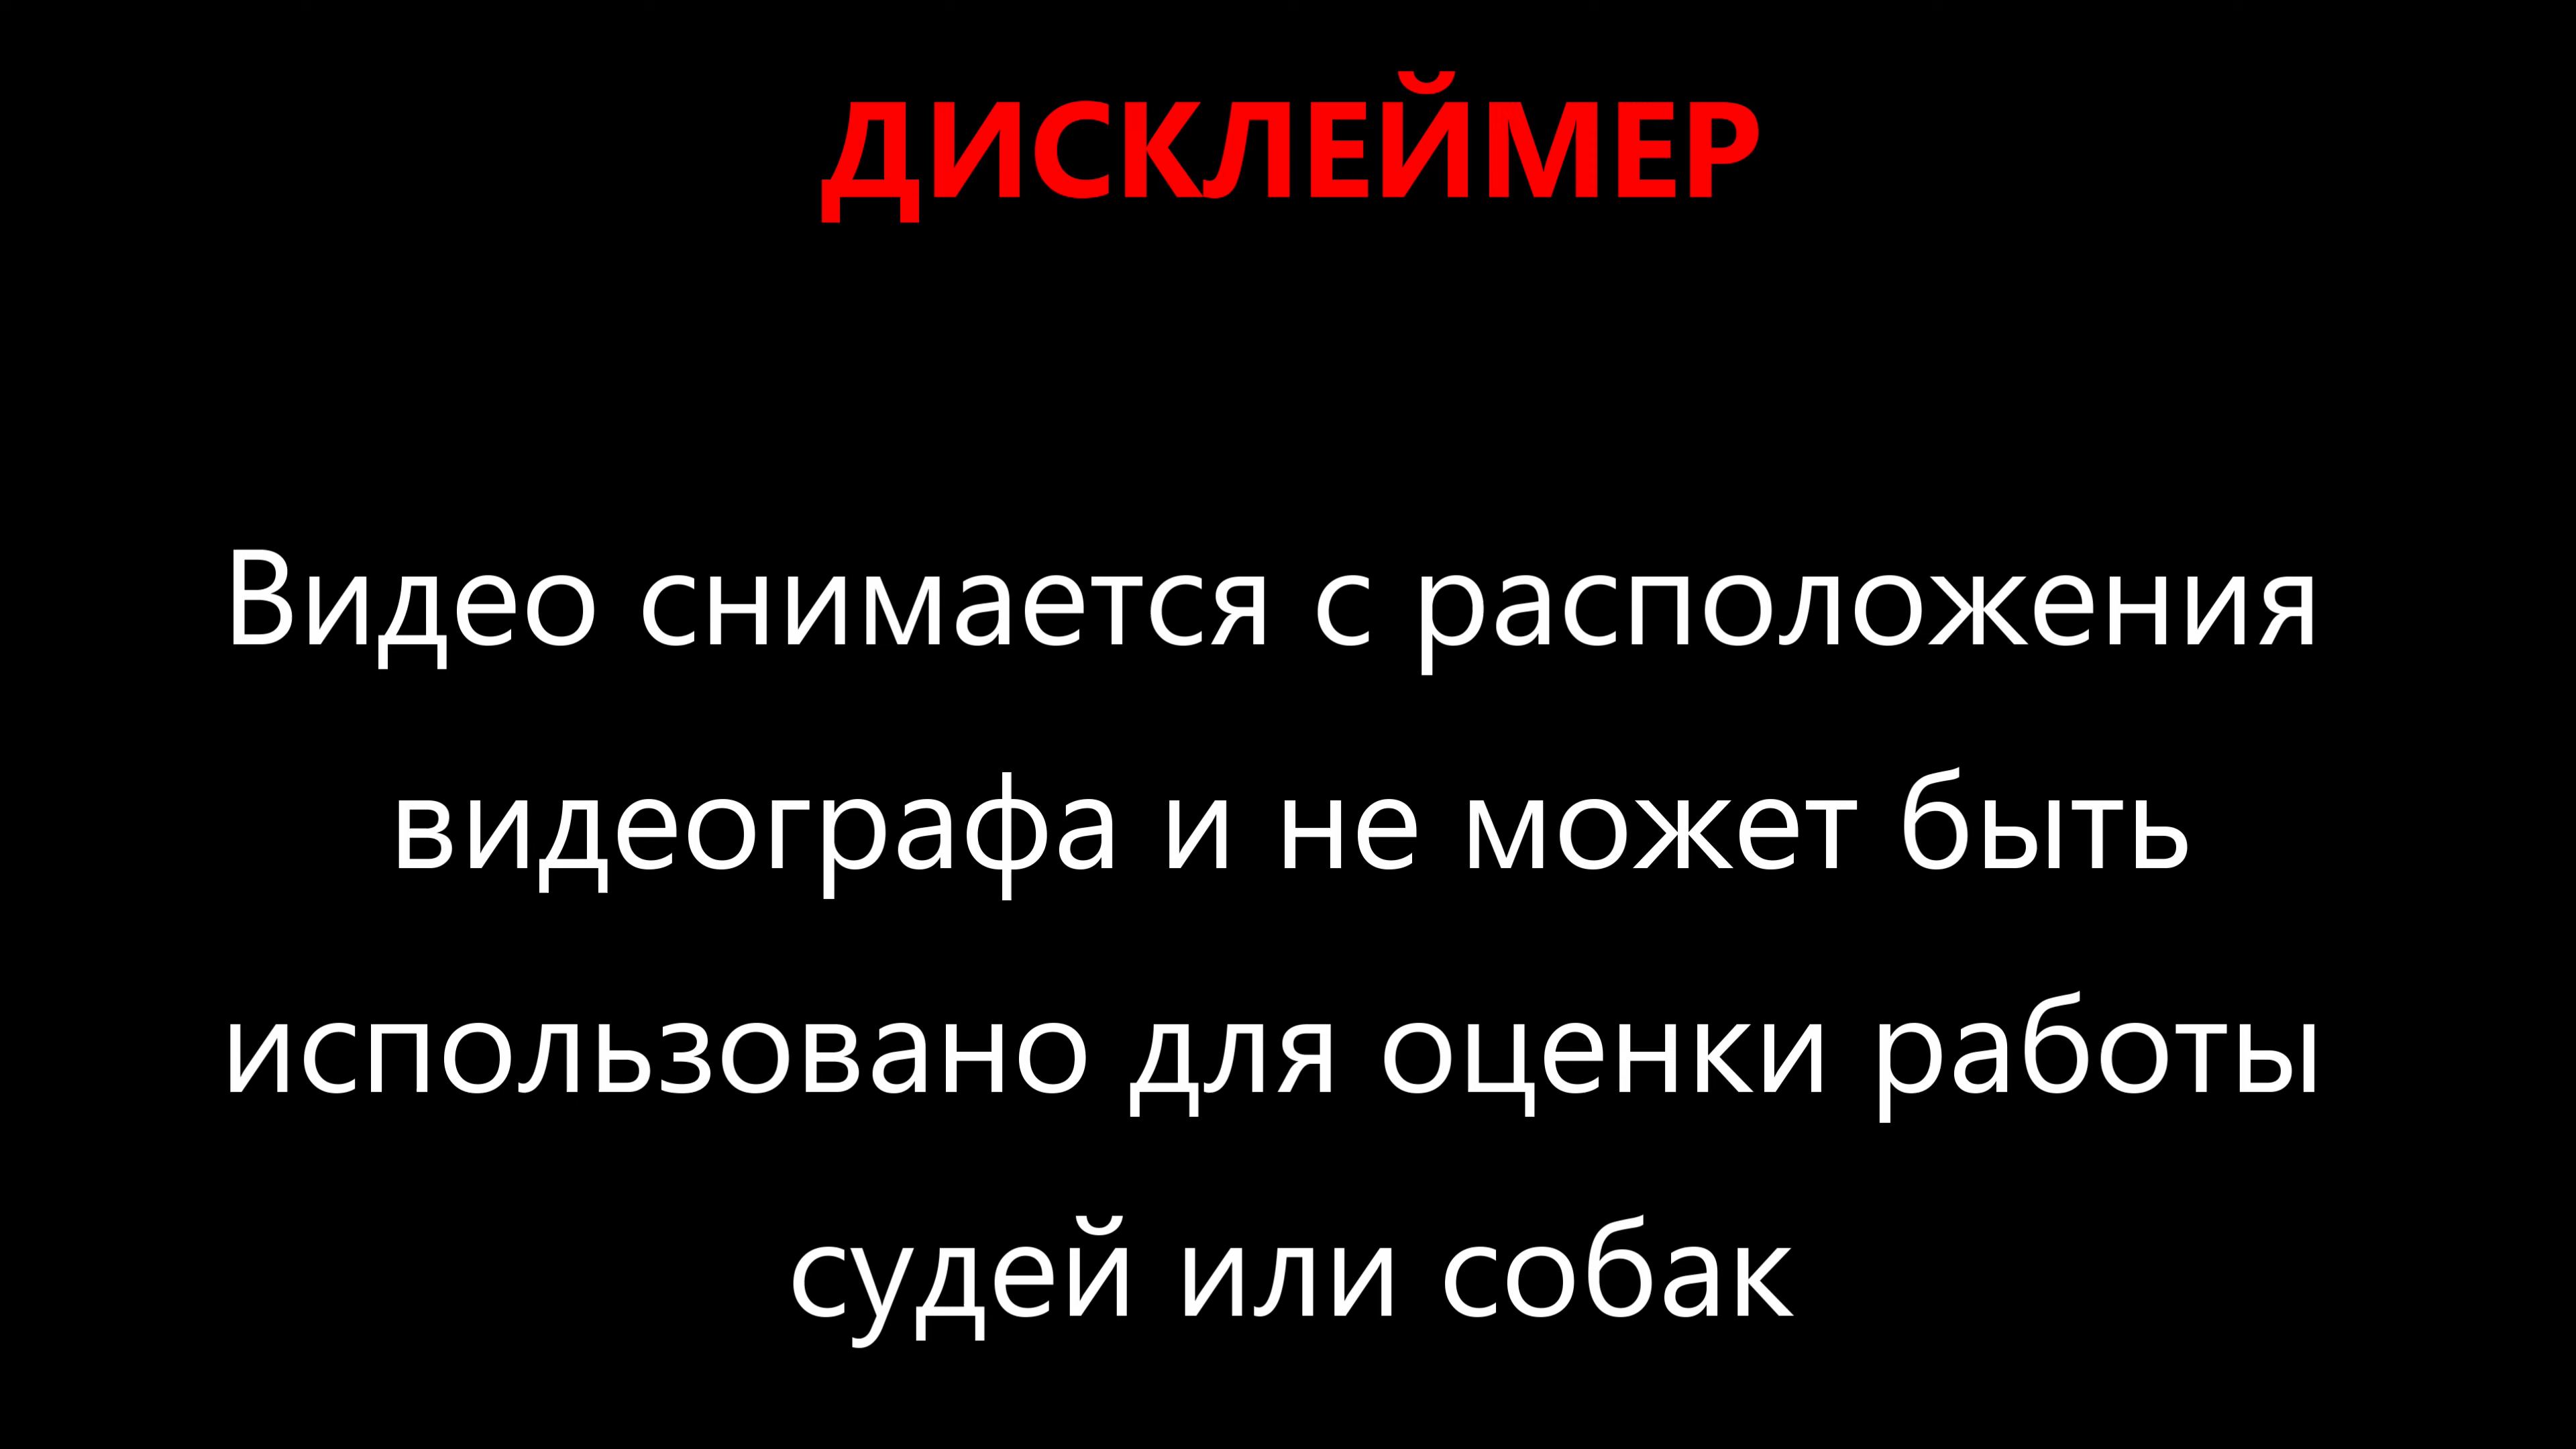 ДИСКЛЕЙМЕР
Видео снимается с расположения
видеографа и не может быть
использовано для оценки работы
судей или собак